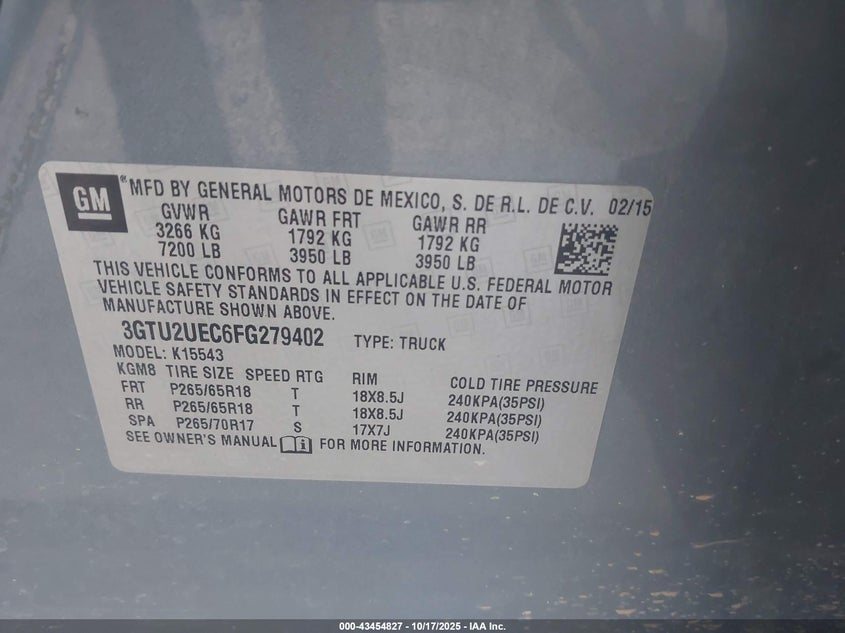 GM
®MFD BY GENERAL MOTORS DE MEXICO, S. DE R.L. DE C.V. 02/15
GVWR GAWR FRT GAWR RR
3266 KG 1792 KG 1792 KG
7200 LB 3950 LB 3950 LB
THIS VEHICLE CONFORMS TO ALL APPLICABLE U.S. FEDERAL MOTOR
VEHICLE SAFETY STANDARDS IN EFFECT ON THE DATE OF
MANUFACTURE SHOWN ABOVE.
3GTU2UEC6FG279402 TYPE: TRUCK
MODEL: K15543
KGM8 TIRE SIZE SPEED RTG RIM COLD TIRE PRESSURE
FRT P265/65R18 T 18X8.5J 240KPA(35PSI)
RR P265/65R18 T 18X8.5J 240KPA(35PSI)
SPA P265/70R17 S 17X7J 240KPA(35PSI)
SEE OWNER'S MANUAL FOR MORE INFORMATION.
000-43454827 - 10/17/2025 - IAA Inc.